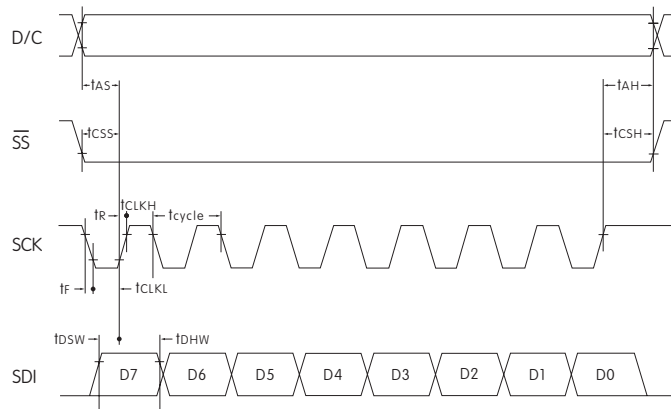 D/C
tAS
tAH
SS
tCSS
tCSH
SCK
tR
tCLKH
tcycle
tF
tCLKL
SDI
tDSW
tDHW
D7
D6
D5
D4
D3
D2
D1
D0